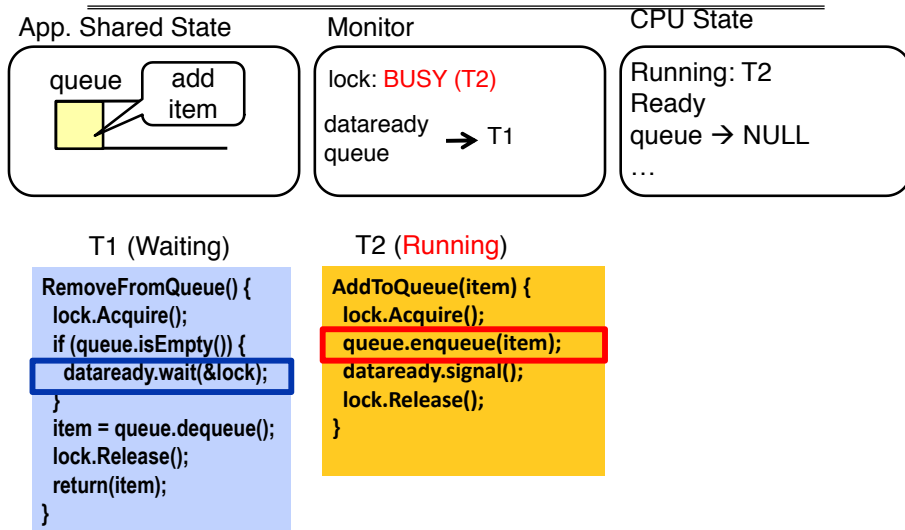 App. Shared State
queue
add
item
Monitor
lock: BUSY (T2)
dataready
queue
→ T1
CPU State
Running: T2
Ready
queue → NULL
…
T1 (Waiting)
RemoveFromQueue() {
lock.Acquire();
if (queue.isEmpty()) {
dataready.wait(&lock);
}
item = queue.dequeue();
lock.Release();
return(item);
}
T2 (Running)
AddToQueue(item) {
lock.Acquire();
queue.enqueue(item);
dataready.signal();
lock.Release();
}